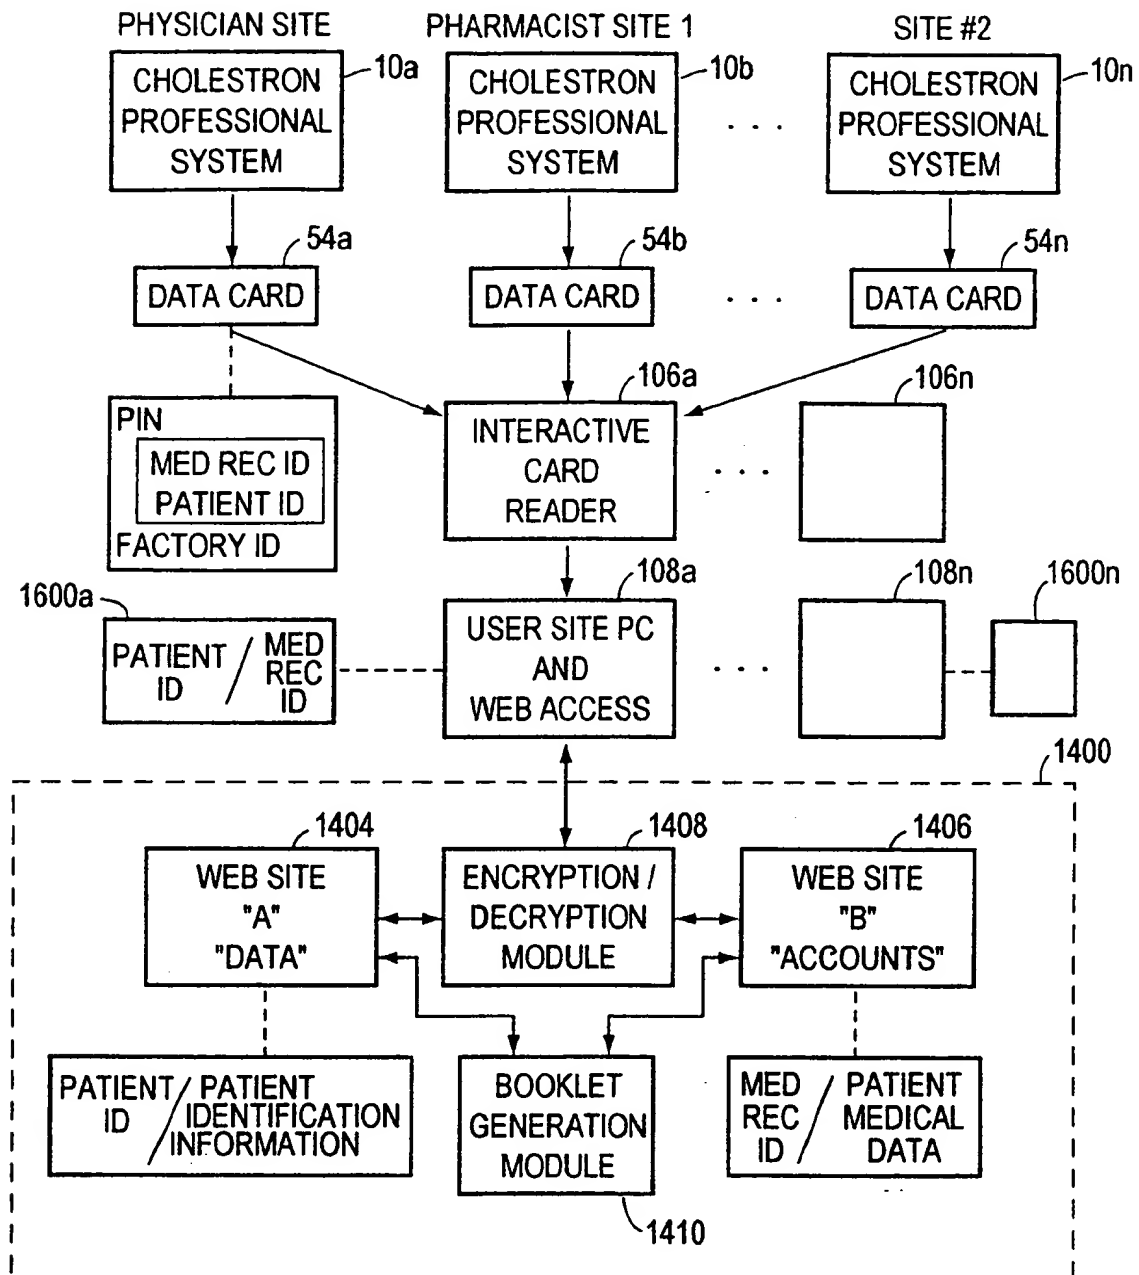 PHYSICIAN SITE
PHARMACIST SITE 1
SITE #2
10a
10b
10n
CHOLESTRON
PROFESSIONAL
SYSTEM
CHOLESTRON
PROFESSIONAL
SYSTEM
. . .
CHOLESTRON
PROFESSIONAL
SYSTEM
54a
54b
54n
DATA CARD
DATA CARD
. . .
DATA CARD
106a
106n
PIN
MED REC ID
PATIENT ID
FACTORY ID
INTERACTIVE
CARD
READER
. . .
1600a
108a
108n
1600n
PATIENT
ID
/
MED
REC
ID
USER SITE PC
AND
WEB ACCESS
. . .
1400
1404
1408
1406
WEB SITE
"A"
"DATA"
ENCRYPTION /
DECRYPTION
MODULE
WEB SITE
"B"
"ACCOUNTS"
PATIENT
ID
/
PATIENT
IDENTIFICATION
INFORMATION
BOOKLET
GENERATION
MODULE
MED
REC
ID
/
PATIENT
MEDICAL
DATA
1410